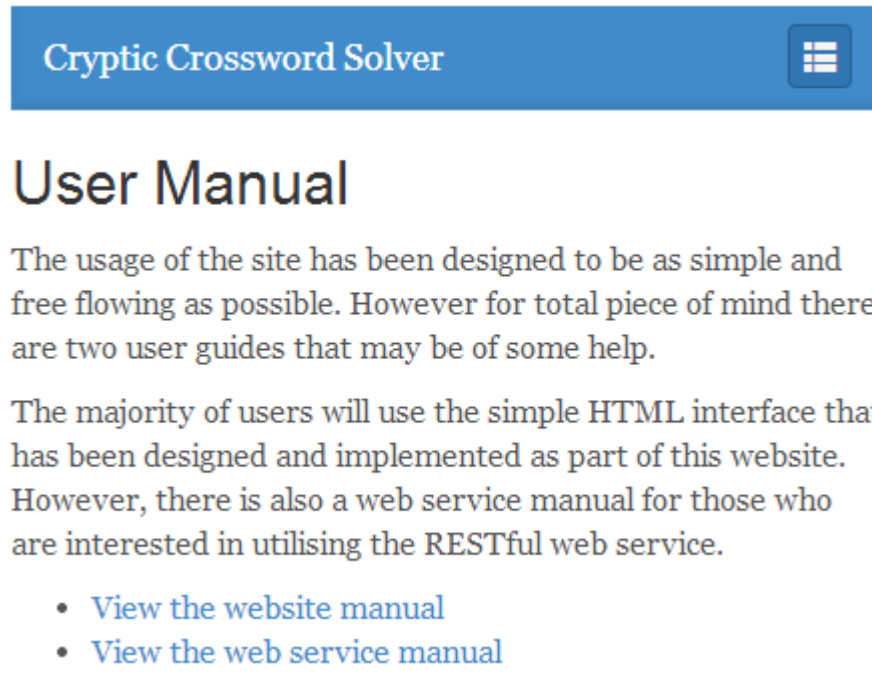 Cryptic Crossword Solver
User Manual
The usage of the site has been designed to be as simple and
free flowing as possible. However for total piece of mind there
are two user guides that may be of some help.
The majority of users will use the simple HTML interface that
has been designed and implemented as part of this website.
However, there is also a web service manual for those who
are interested in utilising the RESTful web service.
• View the website manual
• View the web service manual